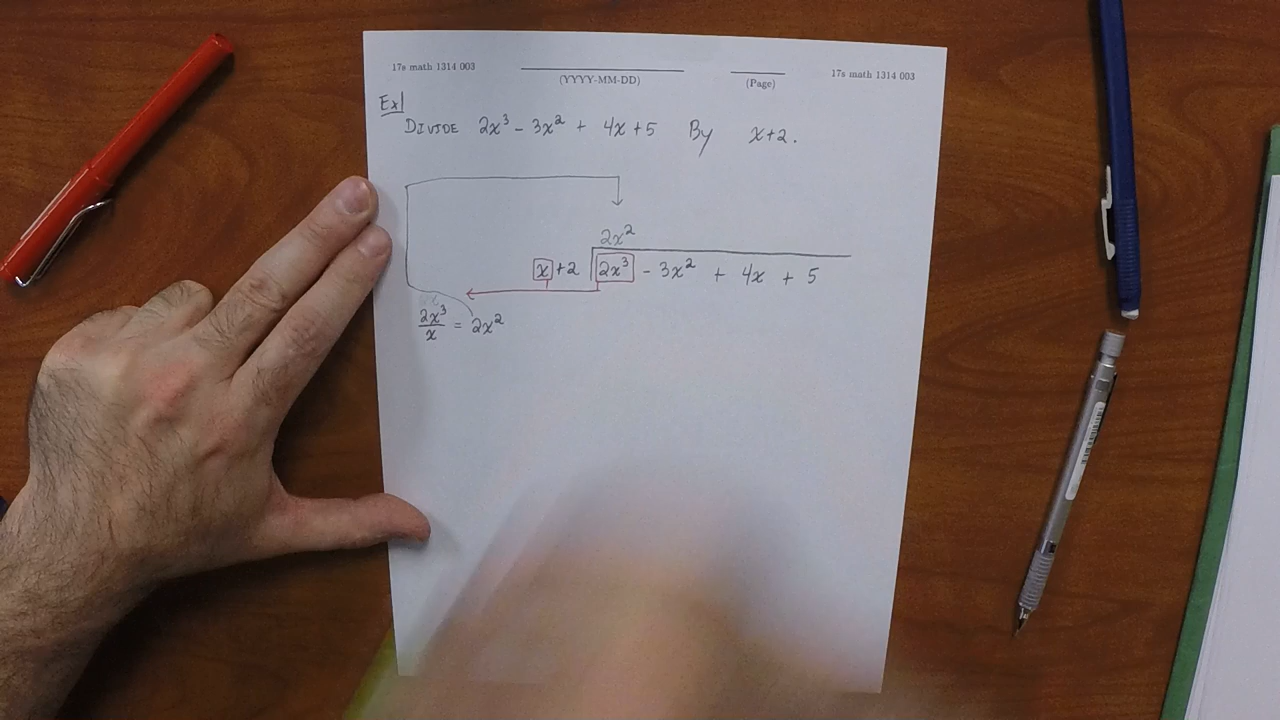 17s math 1314 003 (YYYY-MM-DD) (Page) 17s math 1314 003
Ex1
DIVIDE 2x³ - 3x² + 4x + 5 By x+2.
2x²
x + 2 2x³ - 3x² + 4x + 5
2x³/x = 2x²